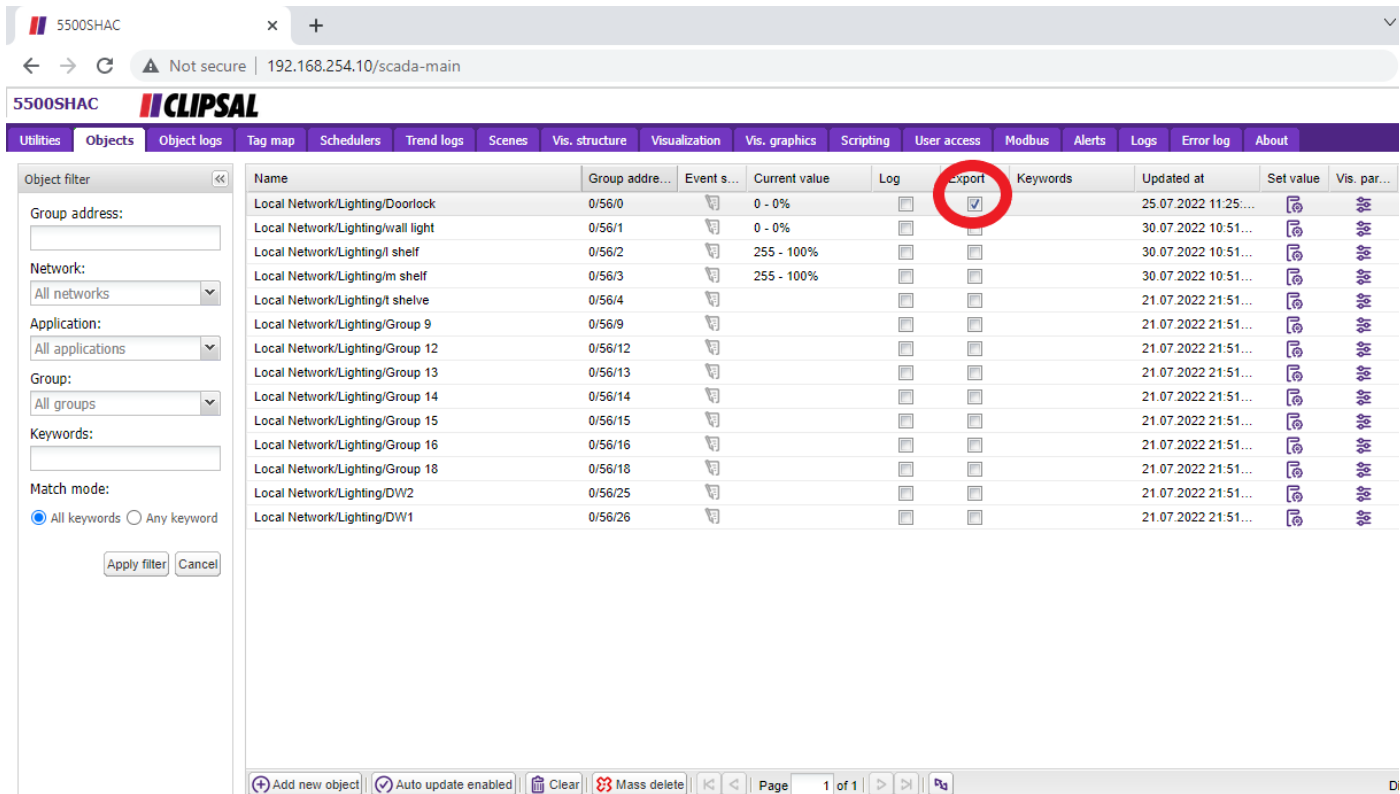 5500SHAC
Not secure 192.168.254.10/scada-main
5500SHAC CLIPSAL
Utilities Objects Object logs Tag map Schedulers Trend logs Scenes Vis. structure Visualization Vis. graphics Scripting User access Modbus Alerts Logs Error log About
Object filter
Group address:
Network:
All networks
Application:
All applications
Group:
All groups
Keywords:
Match mode:
All keywords Any keyword
Apply filter Cancel
Name Group addre... Event s... Current value Log Export Keywords Updated at Set value Vis. par...
Local Network/Lighting/Doorlock 0/56/0 0 - 0% 25.07.2022 11:25:...
Local Network/Lighting/wall light 0/56/1 0 - 0% 30.07.2022 10:51...
Local Network/Lighting/l shelf 0/56/2 255 - 100% 30.07.2022 10:51...
Local Network/Lighting/m shelf 0/56/3 255 - 100% 30.07.2022 10:51...
Local Network/Lighting/t shelve 0/56/4 21.07.2022 21:51...
Local Network/Lighting/Group 9 0/56/9 21.07.2022 21:51...
Local Network/Lighting/Group 12 0/56/12 21.07.2022 21:51...
Local Network/Lighting/Group 13 0/56/13 21.07.2022 21:51...
Local Network/Lighting/Group 14 0/56/14 21.07.2022 21:51...
Local Network/Lighting/Group 15 0/56/15 21.07.2022 21:51...
Local Network/Lighting/Group 16 0/56/16 21.07.2022 21:51...
Local Network/Lighting/Group 18 0/56/18 21.07.2022 21:51...
Local Network/Lighting/DW2 0/56/25 21.07.2022 21:51...
Local Network/Lighting/DW1 0/56/26 21.07.2022 21:51...
Add new object Auto update enabled Clear Mass delete Page 1 of 1